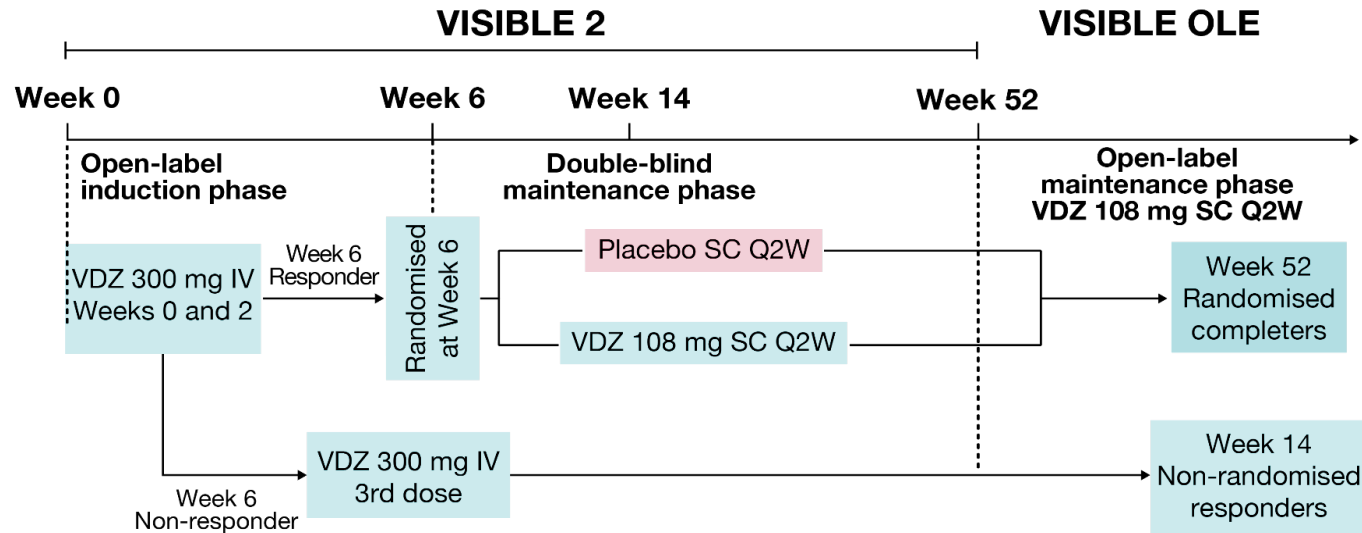 VISIBLE 2
VISIBLE OLE
Week 0
Week 6
Week 14
Week 52
Open-label
induction phase
Double-blind
maintenance phase
Open-label
maintenance phase
VDZ 108 mg SC Q2W
VDZ 300 mg IV
Weeks 0 and 2
Week 6
Responder
Randomised
at Week 6
Placebo SC Q2W
VDZ 108 mg SC Q2W
Week 52
Randomised
completers
Week 6
Non-responder
VDZ 300 mg IV
3rd dose
Week 14
Non-randomised
responders